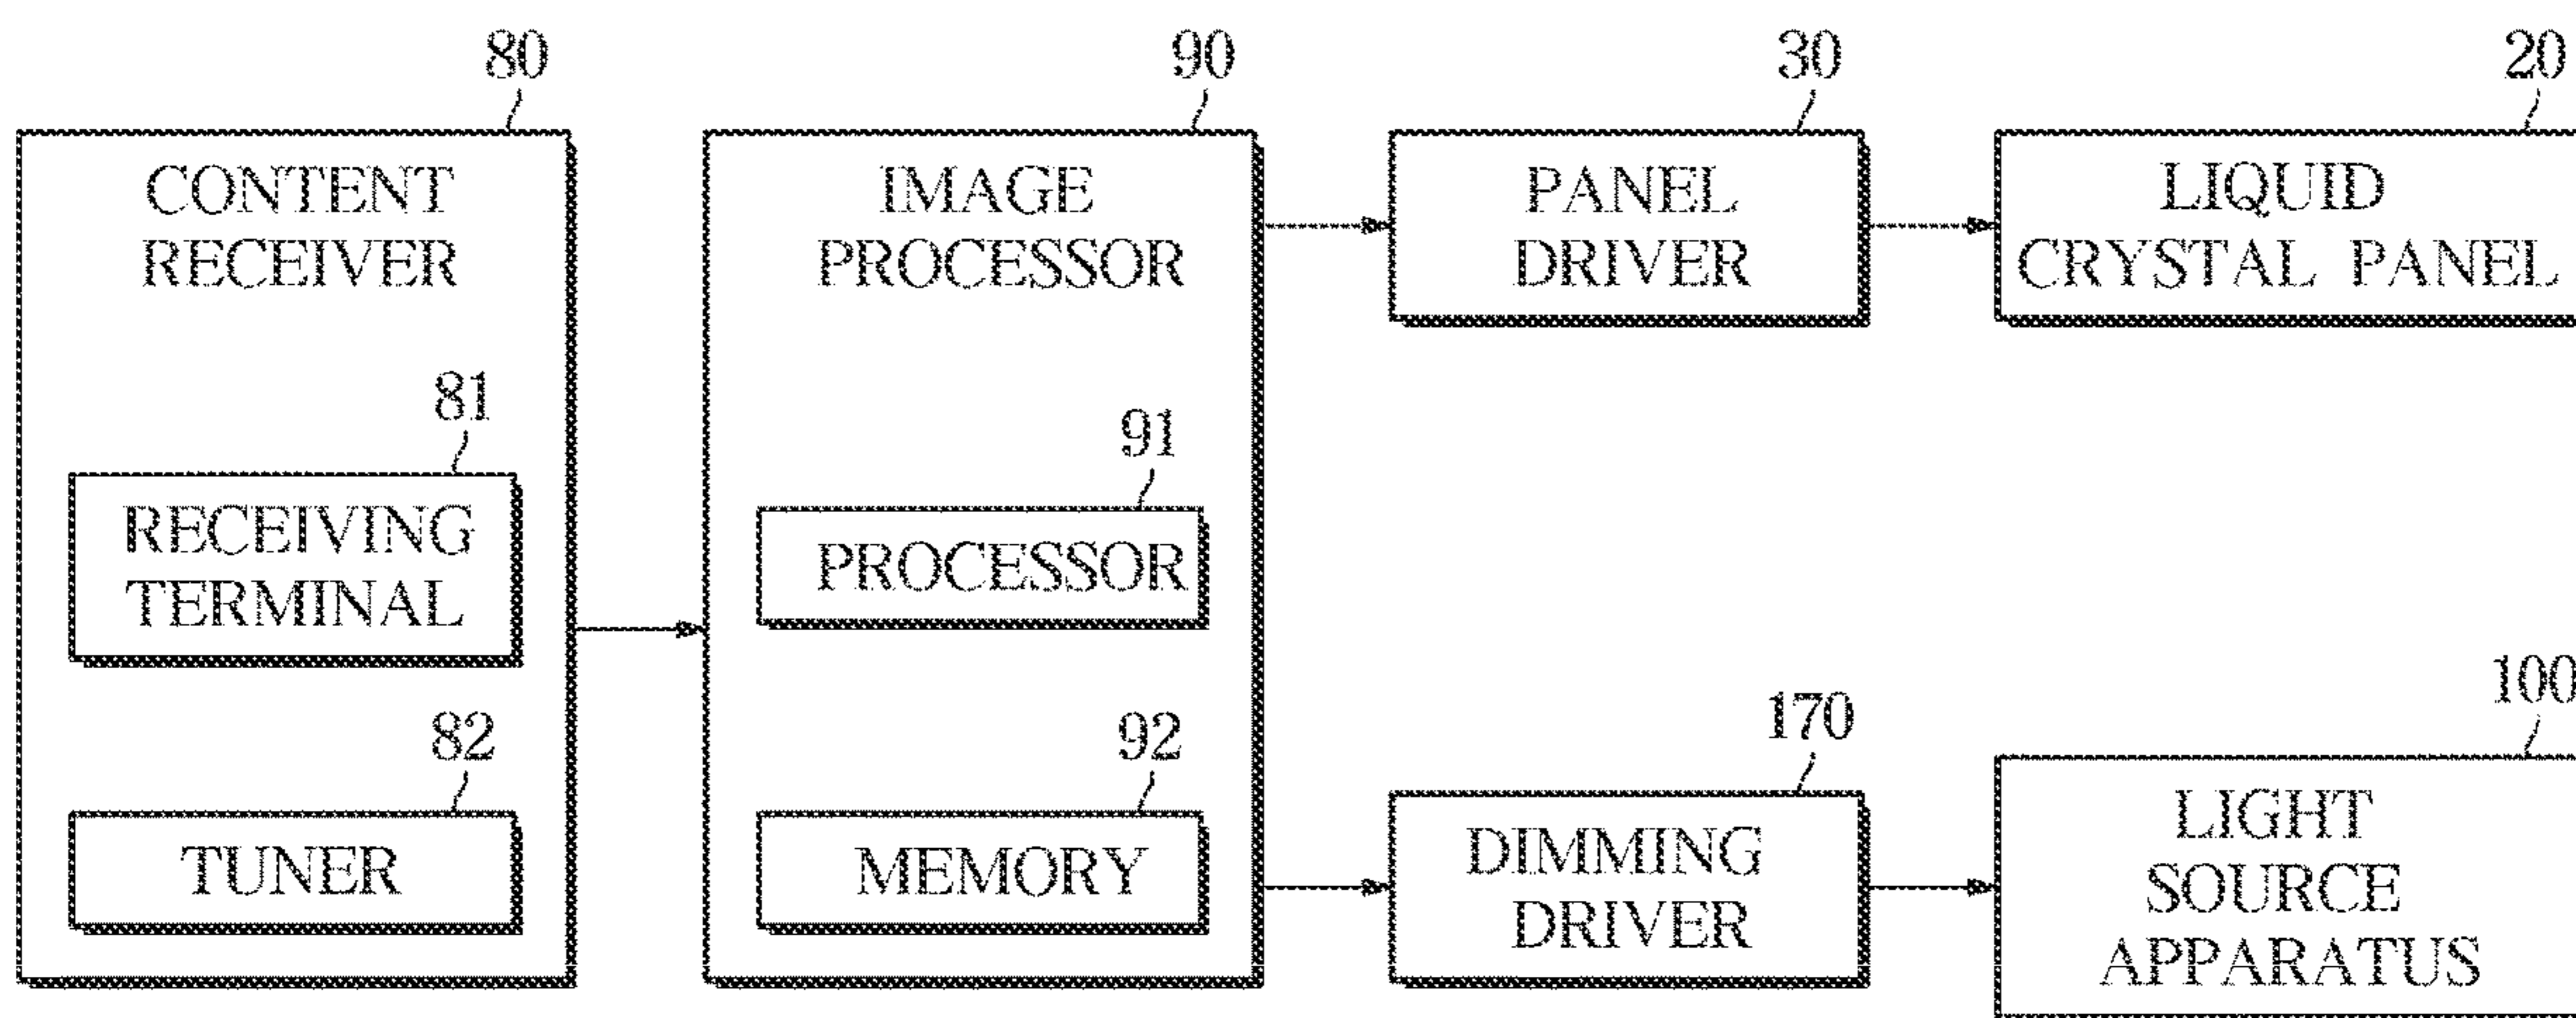 80
CONTENT
RECEIVER
81
RECEIVING
TERMINAL
82
TUNER
90
IMAGE
PROCESSOR
91
PROCESSOR
92
MEMORY
30
PANEL
DRIVER
20
LIQUID
CRYSTAL PANEL
170
DIMMING
DRIVER
100
LIGHT
SOURCE
APPARATUS